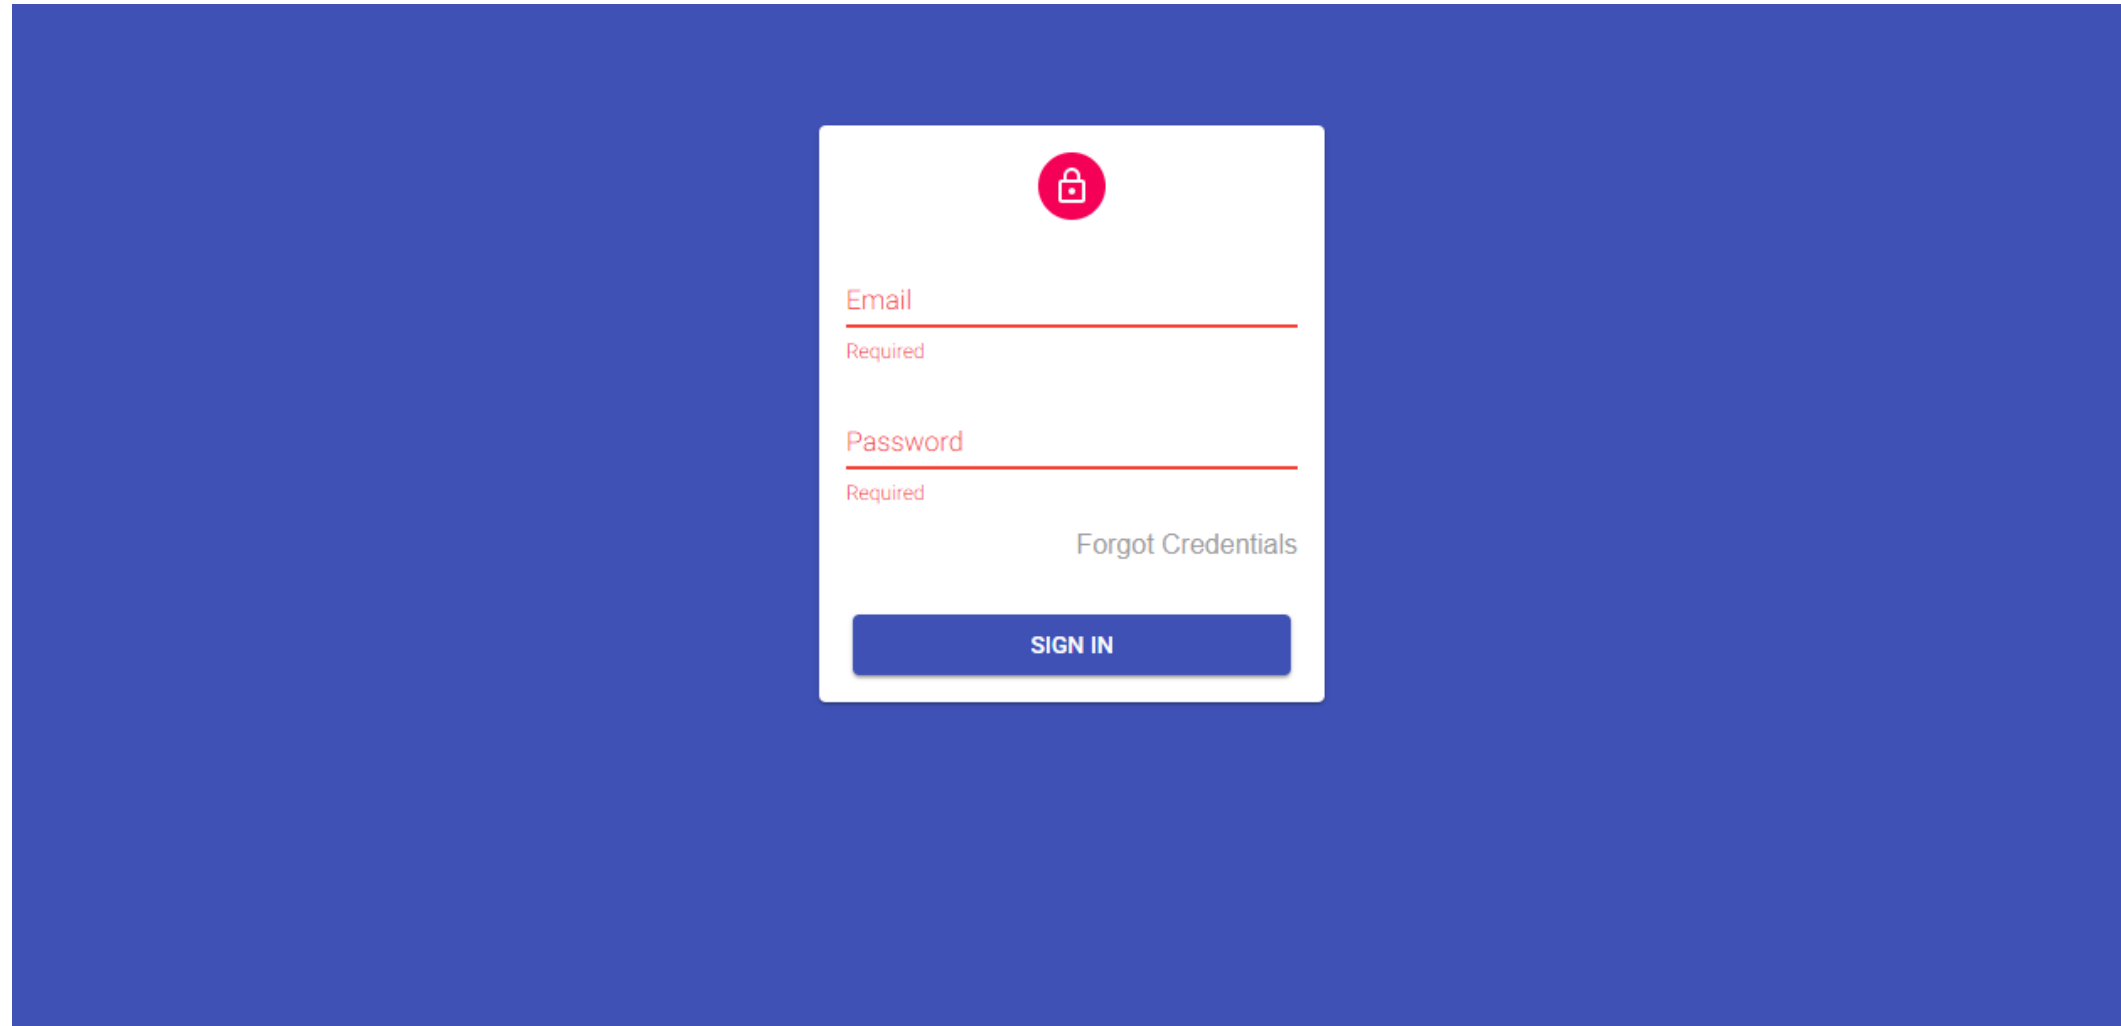 Email
Required
Password
Required
Forgot Credentials
SIGN IN